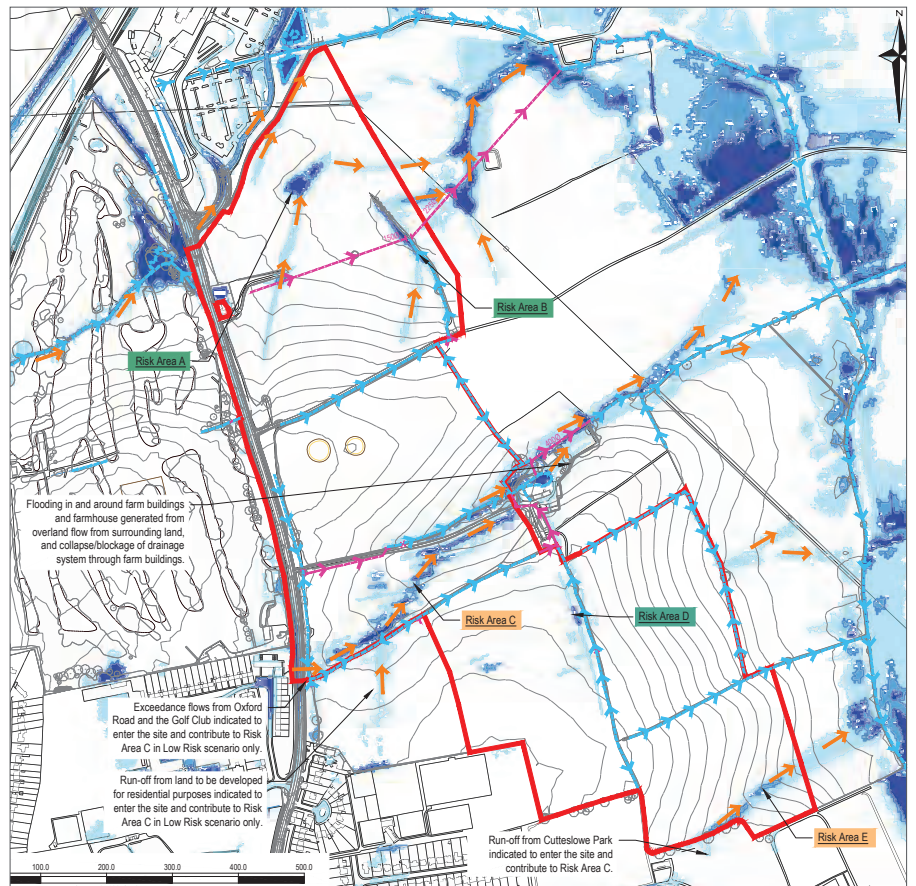 N
Risk Area B
Risk Area A
Flooding in and around farm buildings
and farmhouse generated from
overland flow from surrounding land,
and collapse/blockage of drainage
system through farm buildings.
Risk Area C
Risk Area D
Exceedance flows from Oxford
Road and the Golf Club indicated to
enter the site and contribute to Risk
Area C in Low Risk scenario only.
Run-off from land to be developed
for residential purposes indicated to
enter the site and contribute to Risk
Area C in Low Risk scenario only.
Run-off from Cutteslowe Park
indicated to enter the site and
contribute to Risk Area C.
Risk Area E
100.0 200.0 300.0 400.0 500.0